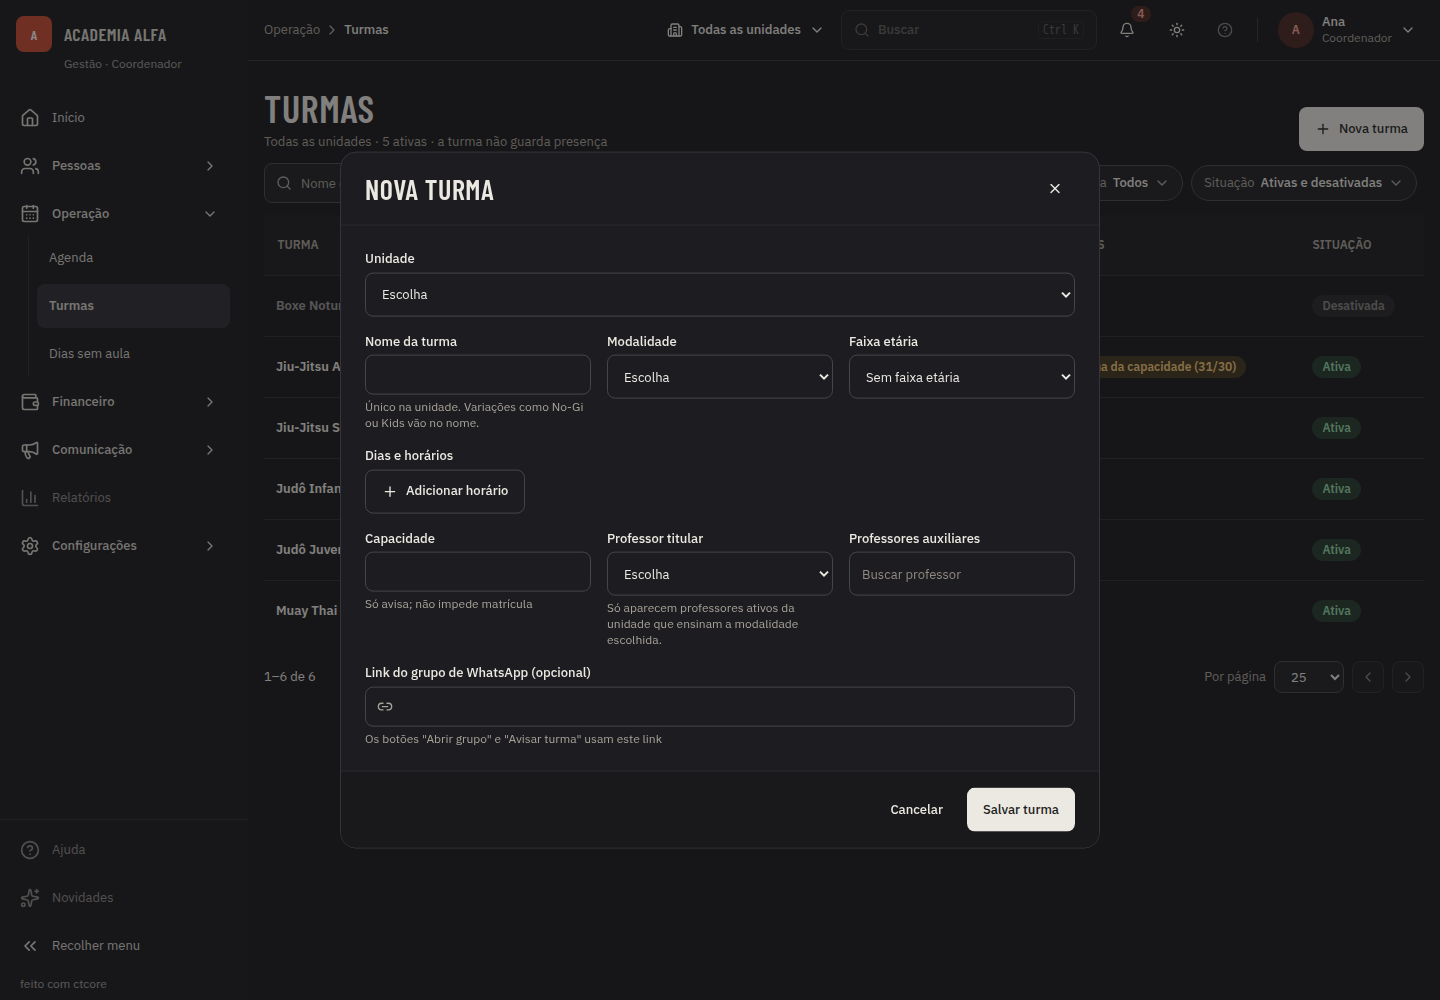 A
ACADEMIA ALFA
Gestão · Coordenador
Início
Pessoas
Operação
Agenda
Turmas
Dias sem aula
Financeiro
Comunicação
Relatórios
Configurações
Ajuda
Novidades
Recolher menu
feito com ctcore
Operação
Turmas
Todas as unidades
Buscar
Ctrl K
4
A
Ana
Coordenador
TURMAS
Todas as unidades · 5 ativas · a turma não guarda presença
Nova turma
Nome
Todos
Situação Ativas e desativadas
TURMA
SITUAÇÃO
Boxe
Desativada
Jiu-Jitsu
da capacidade (31/30)
Ativa
Jiu-Jitsu
Ativa
Judô
Ativa
Judô
Ativa
Muay Thai
Ativa
1–6 de 6
Por página
25
NOVA TURMA
Unidade
Escolha
Nome da turma
Único na unidade. Variações como No-Gi
ou Kids vão no nome.
Modalidade
Escolha
Faixa etária
Sem faixa etária
Dias e horários
Adicionar horário
Capacidade
Só avisa; não impede matrícula
Professor titular
Escolha
Só aparecem professores ativos da
unidade que ensinam a modalidade
escolhida.
Professores auxiliares
Buscar professor
Link do grupo de WhatsApp (opcional)
Os botões "Abrir grupo" e "Avisar turma" usam este link
Cancelar
Salvar turma